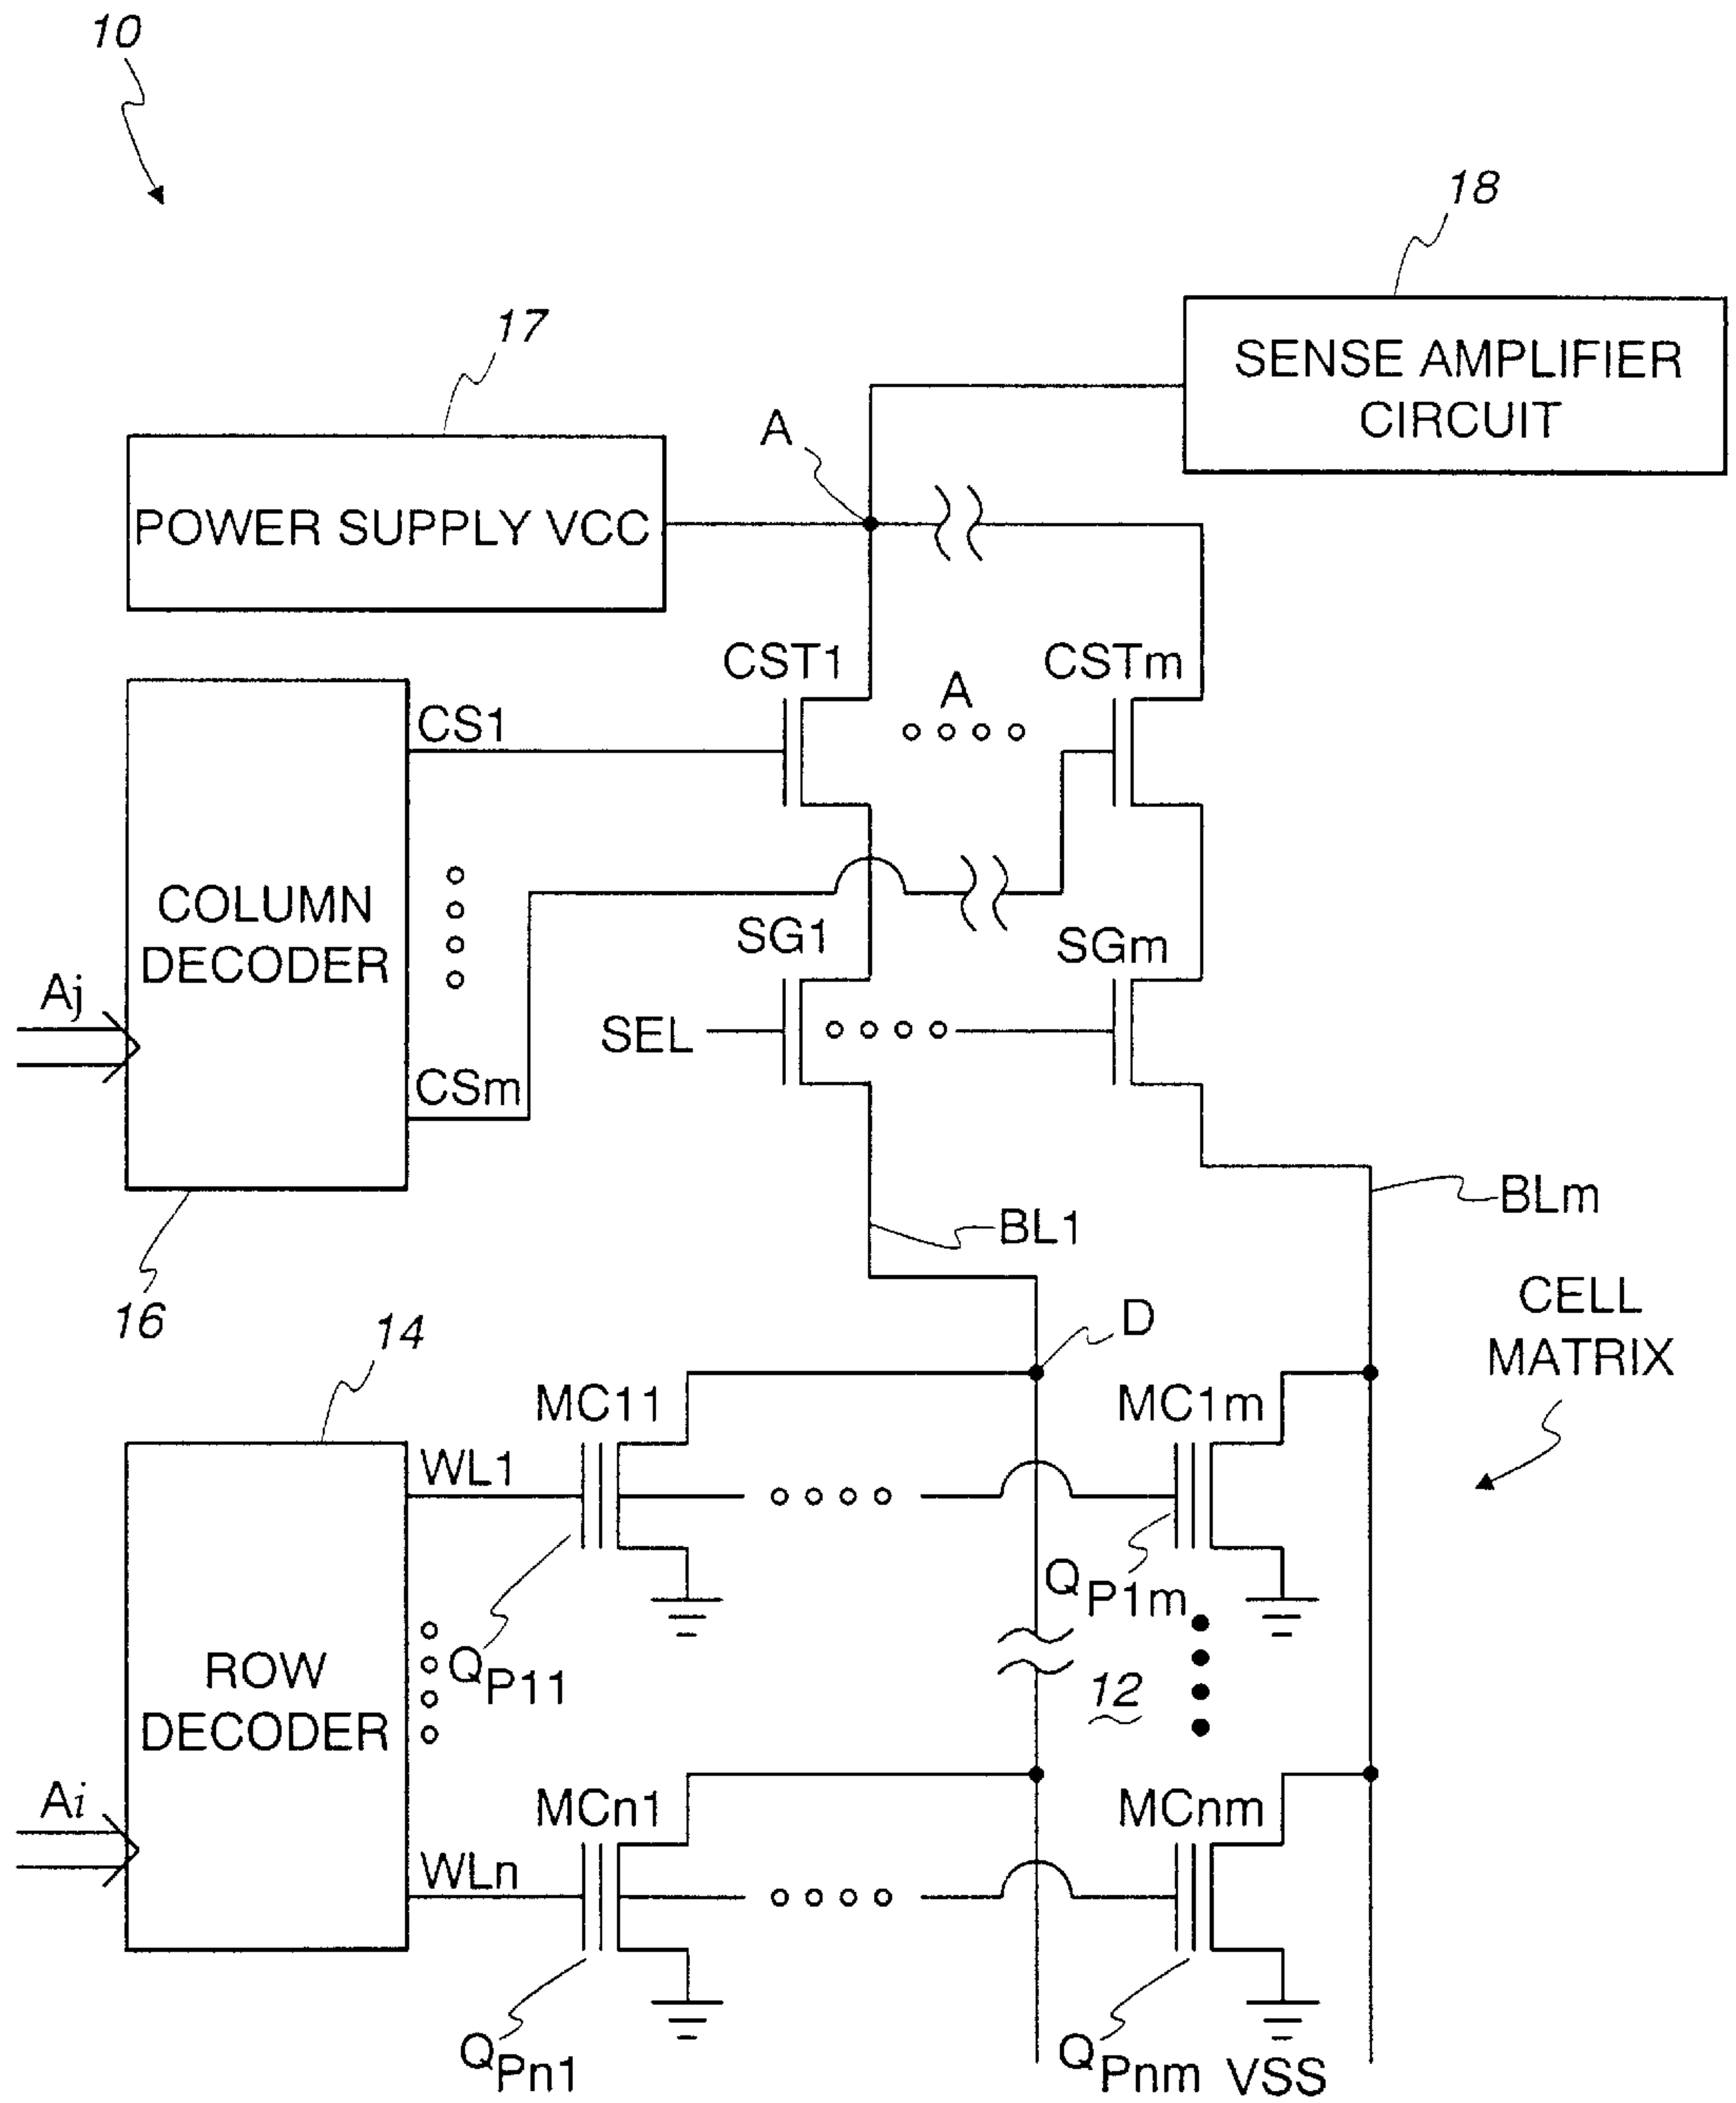 10
18
SENSE AMPLIFIER
CIRCUIT
17
POWER SUPPLY VCC
A
CST1
A
CSTm
CS1
COLUMN
DECODER
SG1
SGm
Aj
SEL
CSm
BLm
BL1
16
14
D
CELL
MATRIX
MC11
MC1m
WL1
QP11
QP1m
ROW
DECODER
12
Ai
MCn1
MCnm
WLn
QPn1
QPnm
VSS